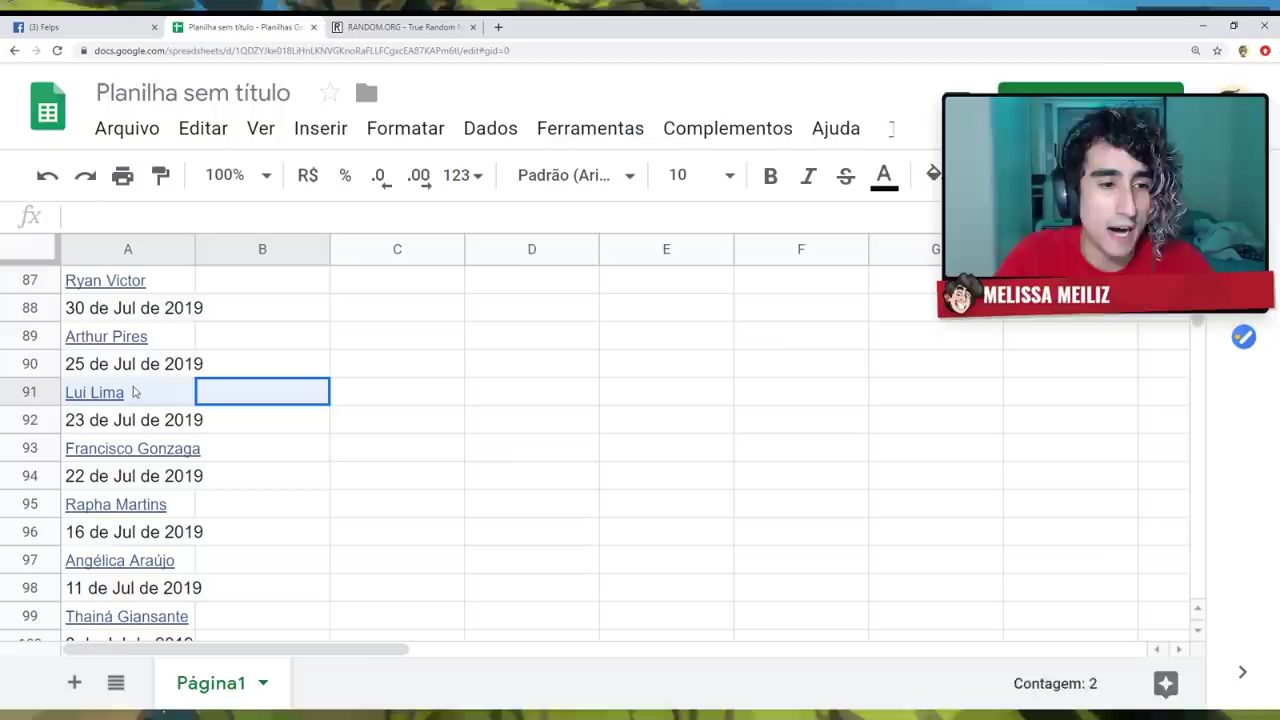 (3) Felps
Planilha sem título - Planilhas Go
RANDOM.ORG - True Random
docs.google.com/spreadsheets/d/1QDZYJke018LiHnLKNVGKnoRaFLLFCgxcEA87KAPm6tI/edit#gid=0
Planilha sem título
Arquivo Editar Ver Inserir Formatar Dados Ferramentas Complementos Ajuda
100% R$ % .0 .00 123 Padrão (Ari... 10 B I S A
fx
A B C D E F G
87 Ryan Victor
88 30 de Jul de 2019
89 Arthur Pires
90 25 de Jul de 2019
91 Lui Lima
92 23 de Jul de 2019
93 Francisco Gonzaga
94 22 de Jul de 2019
95 Rapha Martins
96 16 de Jul de 2019
97 Angélica Araújo
98 11 de Jul de 2019
99 Thainá Giansante
MELISSA MEILIZ
Página1
Contagem: 2